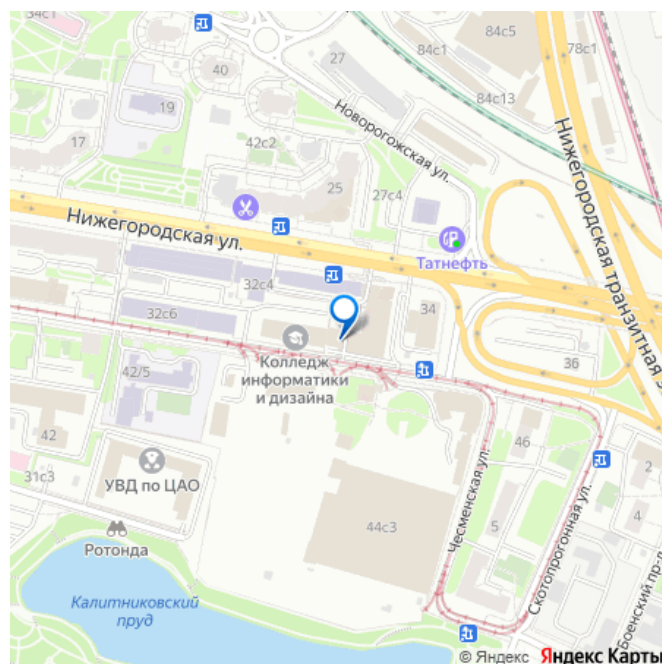 84с5
78с1
27
84с1
40
84с13
19
Новорогожская ул.
42с2
17
25
27с4
Нижегородская транзитная э
Нижегородская ул.
Татнефть
32с4
34
32с6
36
Колледж
информатики
и дизайна
42/5
42
46
УВД по ЦАО
31с3
Чесменская ул.
2
Скотопрогонная ул.
4
44с3
5
Ротонда
Калитниковский
пруд
Боенский пр-д
© Яндекс Яндекс Карты